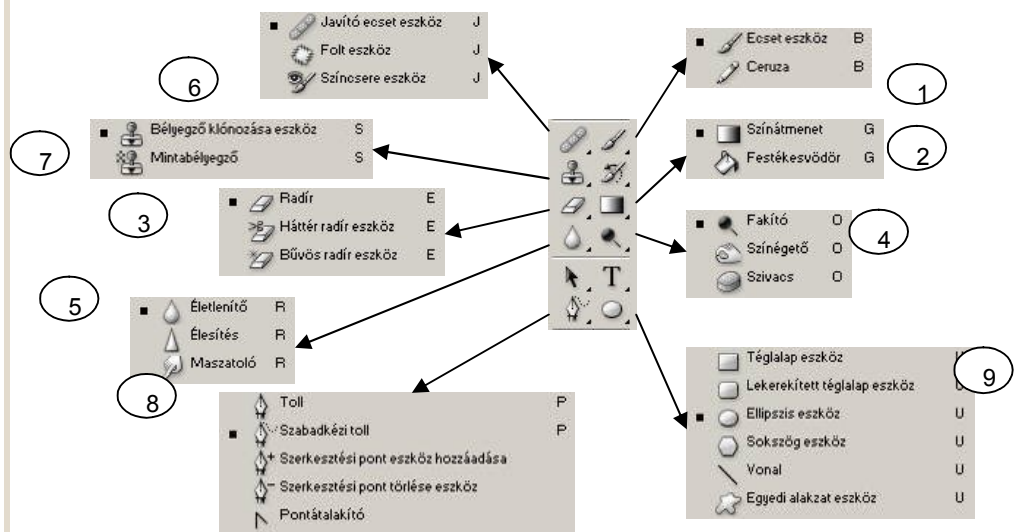 Javító ecset eszköz J
Folt eszköz J
Színcsere eszköz J
6
Ecset eszköz B
Ceruza B
1
Bélyegző klónozása eszköz S
Mintabélyegző S
7
Színátmenet G
Festékesvödör G
2
Radír E
Háttér radír eszköz E
Bűvös radír eszköz E
3
Fakító O
Színégető O
Szivacs O
4
T
Életlenítő R
Élesítés R
Maszatoló R
5
8
Toll P
Szabadkézi toll P
Szerkesztési pont eszköz hozzáadása
Szerkesztési pont törlése eszköz
Pontátalakító
Téglalap eszköz U
Lekerekített téglalap eszköz U
Ellipszis eszköz U
Sokszög eszköz U
Vonal U
Egyedi alakzat eszköz U
9